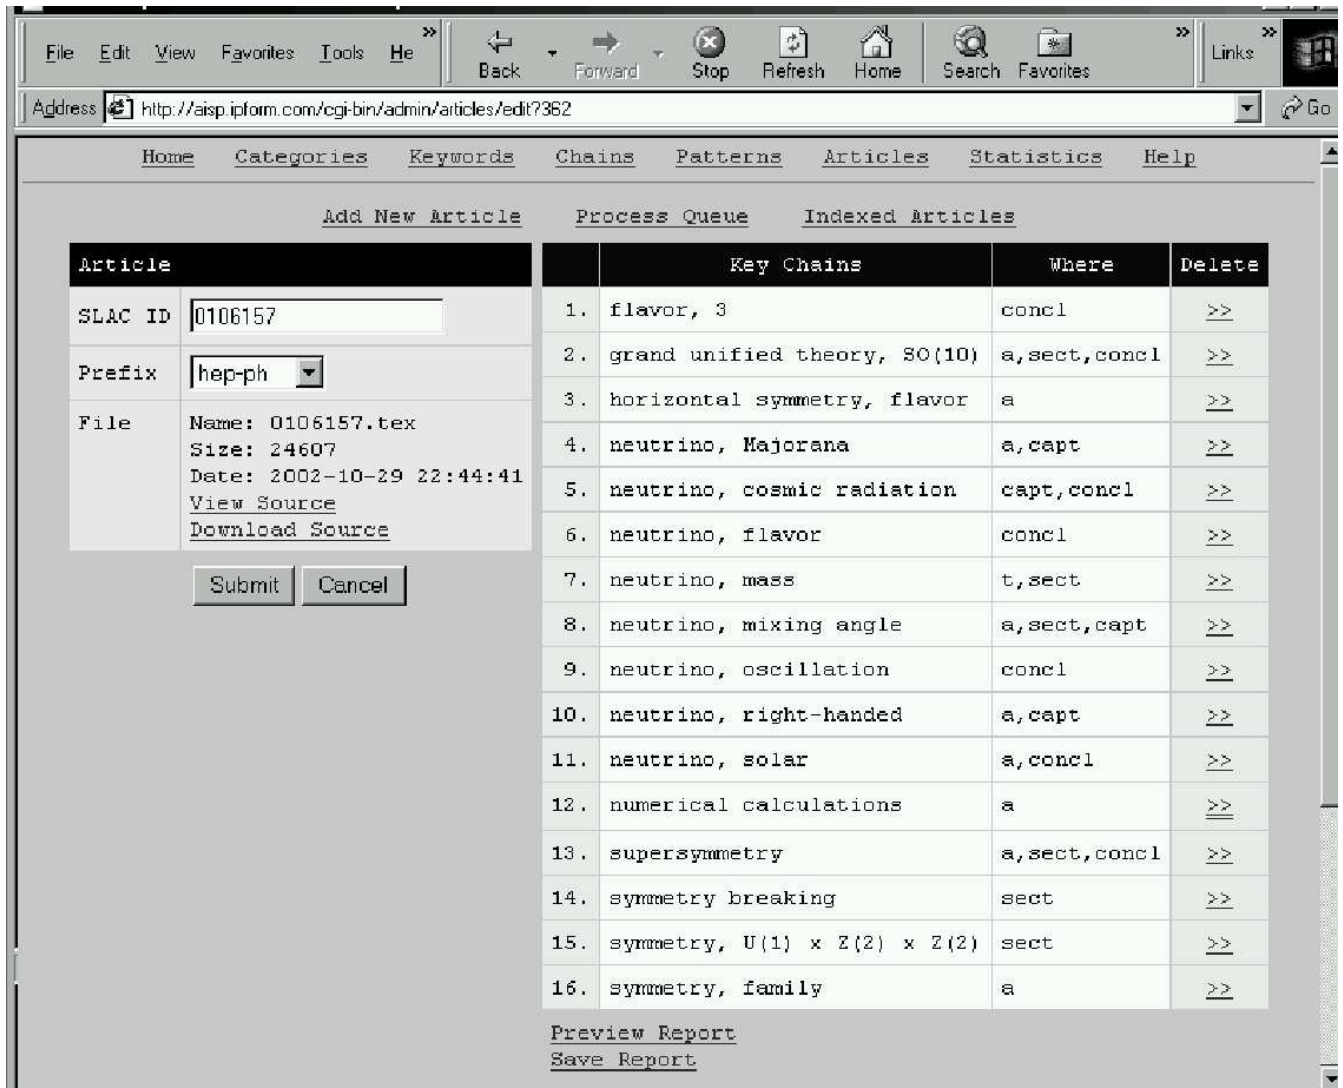 File Edit View Favorites Tools He »
Back Forward Stop Refresh Home Search Favorites » Links »
Address http://aisp.ipform.com/cgi-bin/admin/articles/edit?362 Go
Home Categories Keywords Chains Patterns Articles Statistics Help
Add New Article Process Queue Indexed Articles
Article
SLAC ID 0106157
Prefix hep-ph
File Name: 0106157.tex
Size: 24607
Date: 2002-10-29 22:44:41
View Source
Download Source
Submit Cancel
Key Chains Where Delete
1. flavor, 3 concl >>
2. grand unified theory, SO(10) a,sect,concl >>
3. horizontal symmetry, flavor a >>
4. neutrino, Majorana a,capt >>
5. neutrino, cosmic radiation capt,concl >>
6. neutrino, flavor concl >>
7. neutrino, mass t,sect >>
8. neutrino, mixing angle a,sect,capt >>
9. neutrino, oscillation concl >>
10. neutrino, right-handed a,capt >>
11. neutrino, solar a,concl >>
12. numerical calculations a >>
13. supersymmetry a,sect,concl >>
14. symmetry breaking sect >>
15. symmetry, U(1) x Z(2) x Z(2) sect >>
16. symmetry, family a >>
Preview Report
Save Report